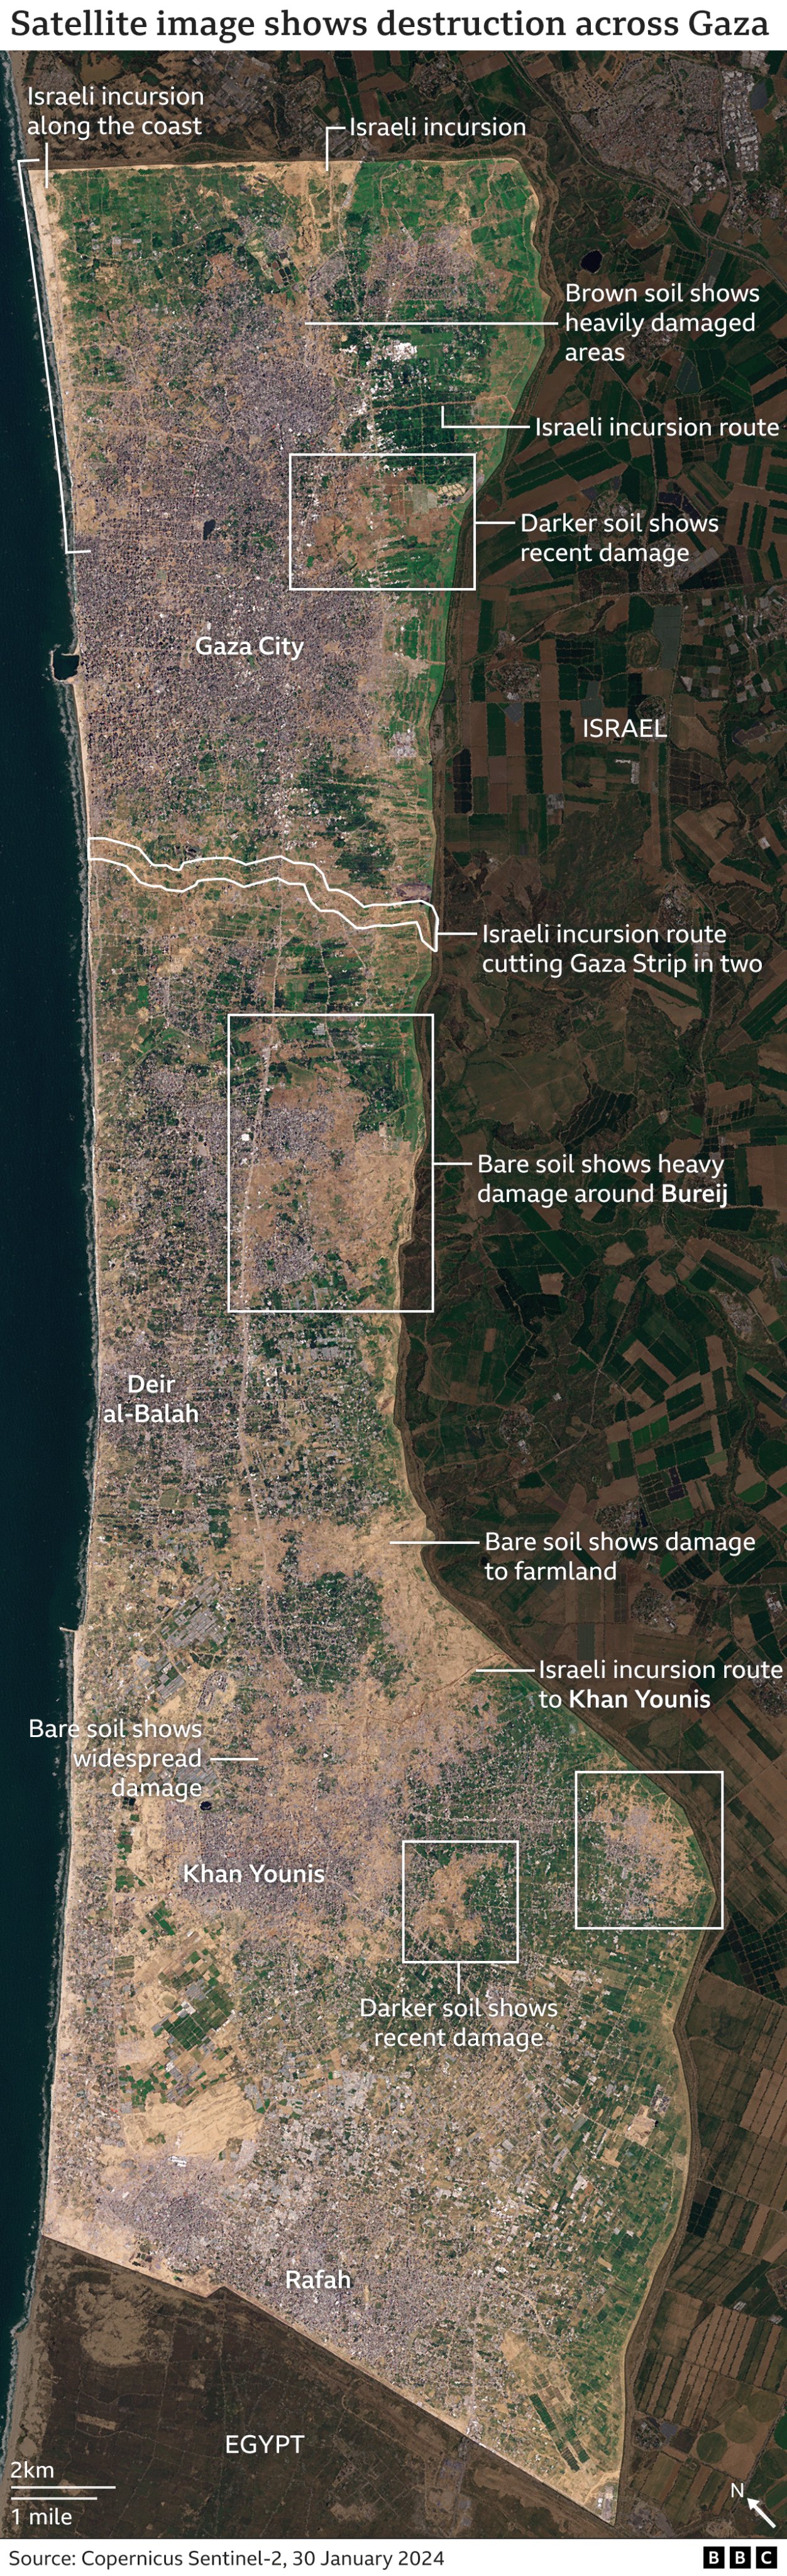 Satellite image shows destruction across Gaza
Israeli incursion
along the coast
Israeli incursion
Brown soil shows
heavily damaged
areas
Israeli incursion route
Darker soil shows
recent damage
Gaza City
ISRAEL
Israeli incursion route
cutting Gaza Strip in two
Bare soil shows heavy
damage around Bureij
Deir
al-Balah
Bare soil shows damage
to farmland
Israeli incursion route
to Khan Younis
Bare soil shows
widespread
damage
Khan Younis
Darker soil shows
recent damage
Rafah
EGYPT
2km
1 mile
N
Source: Copernicus Sentinel-2, 30 January 2024
BBC